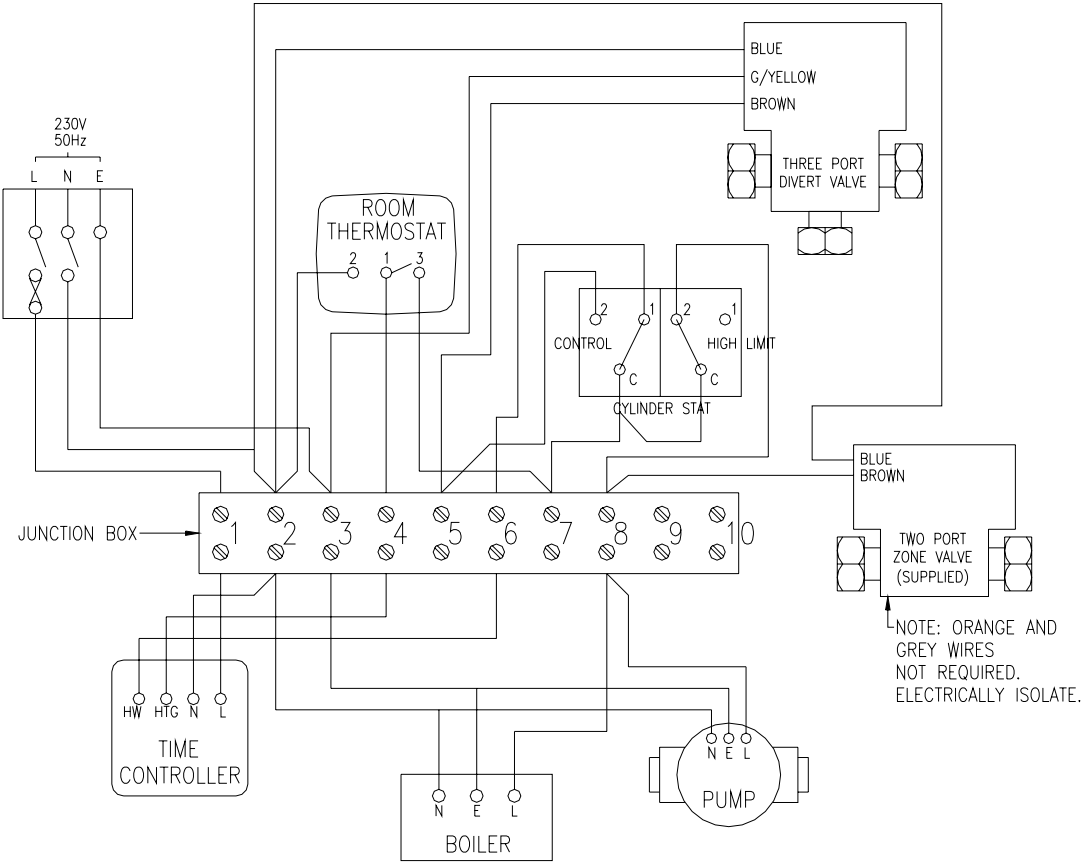 BLUE
G/YELLOW
BROWN
THREE PORT
DIVERT VALVE
230V
50Hz
L N E
ROOM
THERMOSTAT
2 1 3
2 1 2 1
CONTROL HIGH LIMIT
C C
CYLINDER STAT
BLUE
BROWN
TWO PORT
ZONE VALVE
(SUPPLIED)
NOTE: ORANGE AND
GREY WIRES
NOT REQUIRED.
ELECTRICALLY ISOLATE.
JUNCTION BOX
1 2 3 4 5 6 7 8 9 10
HW HTG N L
TIME
CONTROLLER
N E L
BOILER
N E L
PUMP